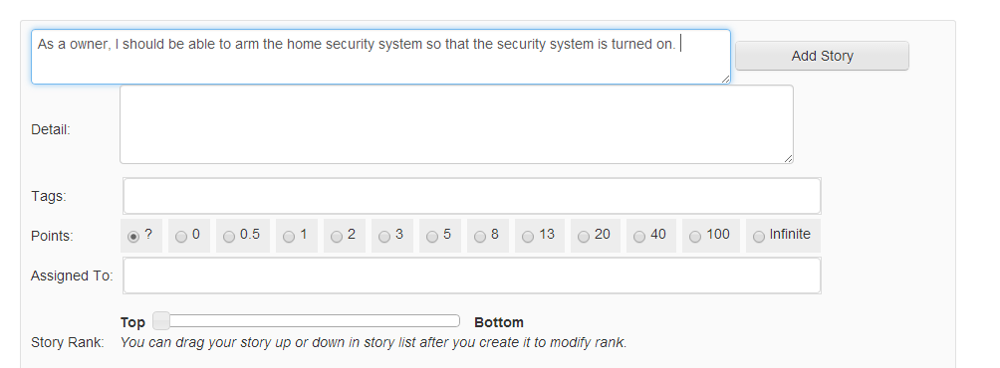 As a owner, I should be able to arm the home security system so that the security system is turned on.
Add Story
Detail:
Tags:
Points: ? 0 0.5 1 2 3 5 8 13 20 40 100 Infinite
Assigned To:
Top Bottom
Story Rank: You can drag your story up or down in story list after you create it to modify rank.